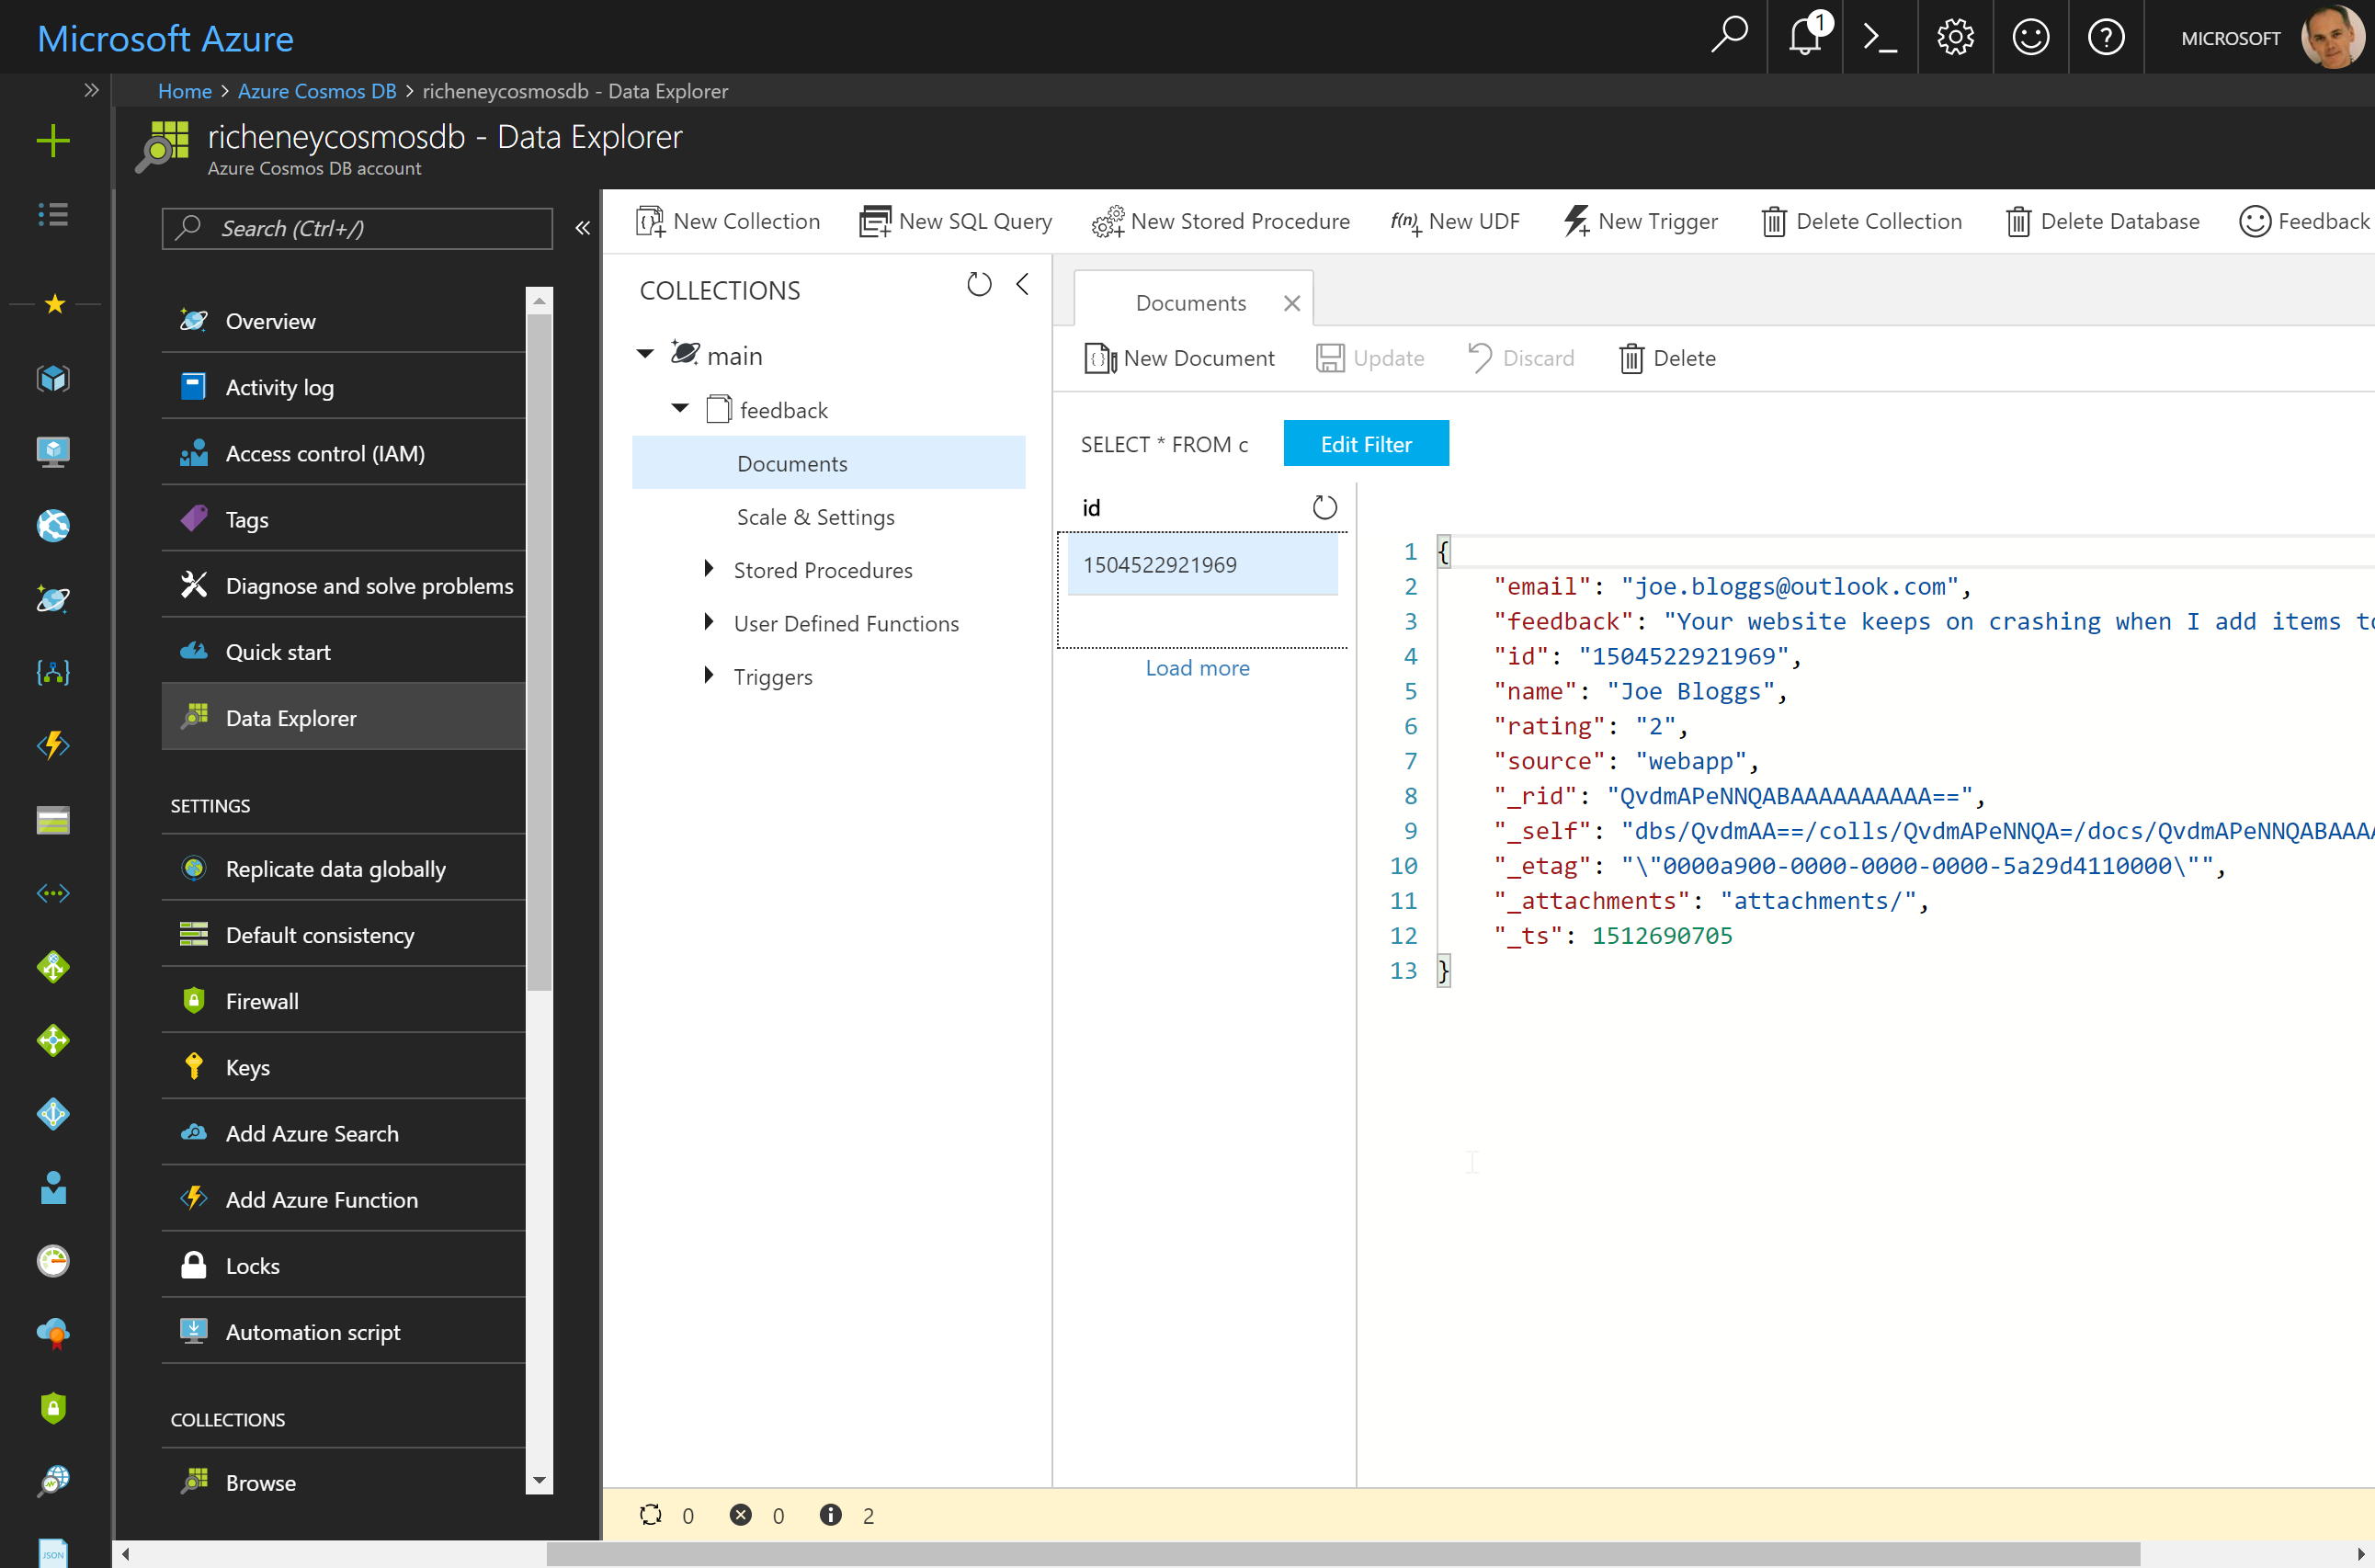 Microsoft Azure
1
MICROSOFT
Home > Azure Cosmos DB > richeneycosmosdb - Data Explorer
richeneycosmosdb - Data Explorer
Azure Cosmos DB account
Search (Ctrl+/)
Overview
Activity log
Access control (IAM)
Tags
Diagnose and solve problems
Quick start
Data Explorer
SETTINGS
Replicate data globally
Default consistency
Firewall
Keys
Add Azure Search
Add Azure Function
Locks
Automation script
COLLECTIONS
Browse
JSON
New Collection
New SQL Query
New Stored Procedure
f(n) New UDF
New Trigger
Delete Collection
Delete Database
Feedback
COLLECTIONS
main
feedback
Documents
Scale & Settings
Stored Procedures
User Defined Functions
Triggers
Documents
New Document
Update
Discard
Delete
SELECT * FROM c
Edit Filter
id
1504522921969
Load more
1 {
2 "email": "joe.bloggs@outlook.com",
3 "feedback": "Your website keeps on crashing when I add items to
4 "id": "1504522921969",
5 "name": "Joe Bloggs",
6 "rating": "2",
7 "source": "webapp",
8 "_rid": "QvdmAPeNNQABAAAAAAAAAA==",
9 "_self": "dbs/QvdmAA==/colls/QvdmAPeNNQA=/docs/QvdmAPeNNQABAAAA
10 "_etag": "\"0000a900-0000-0000-0000-5a29d4110000\"",
11 "_attachments": "attachments/",
12 "_ts": 1512690705
13 }
0 0 2